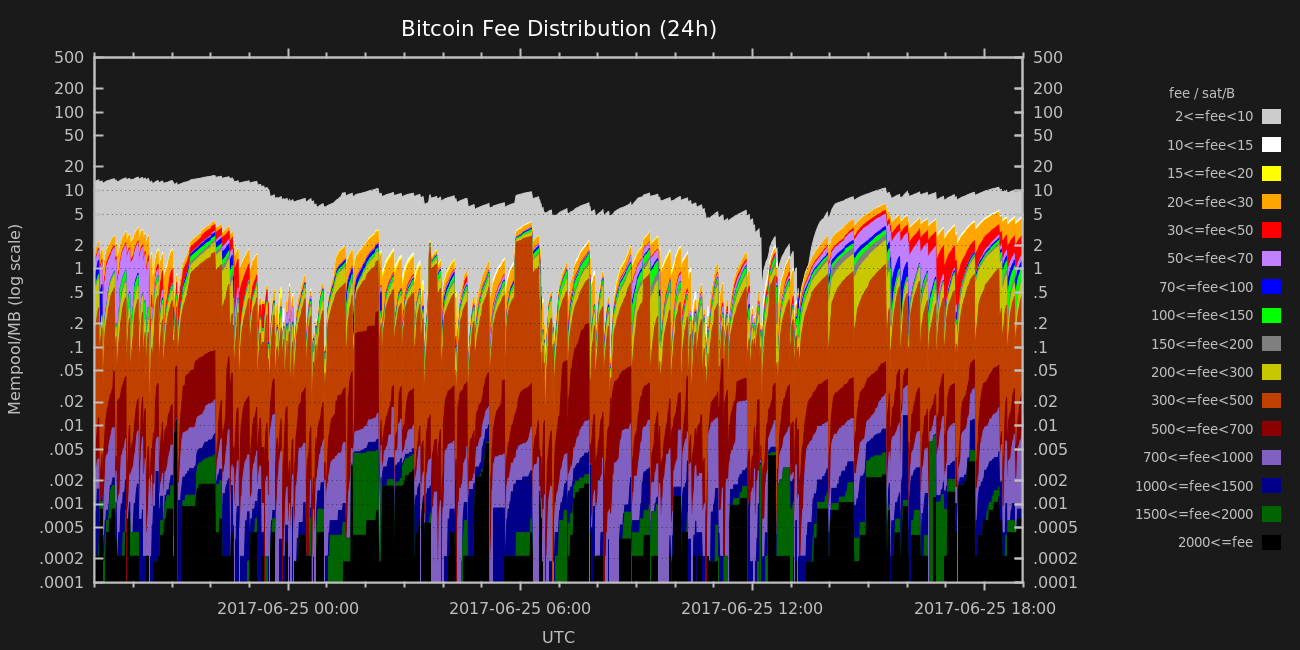 Bitcoin Fee Distribution (24h)
500
200
100
50
20
10
5
2
1
.5
.2
.1
.05
.02
.01
.005
.002
.001
.0005
.0002
.0001
Mempool/MB (log scale)
500
200
100
50
20
10
5
2
1
.5
.2
.1
.05
.02
.01
.005
.002
.001
.0005
.0002
.0001
2017-06-25 00:00 2017-06-25 06:00 2017-06-25 12:00 2017-06-25 18:00
UTC
fee / sat/B
2<=fee<10
10<=fee<15
15<=fee<20
20<=fee<30
30<=fee<50
50<=fee<70
70<=fee<100
100<=fee<150
150<=fee<200
200<=fee<300
300<=fee<500
500<=fee<700
700<=fee<1000
1000<=fee<1500
1500<=fee<2000
2000<=fee